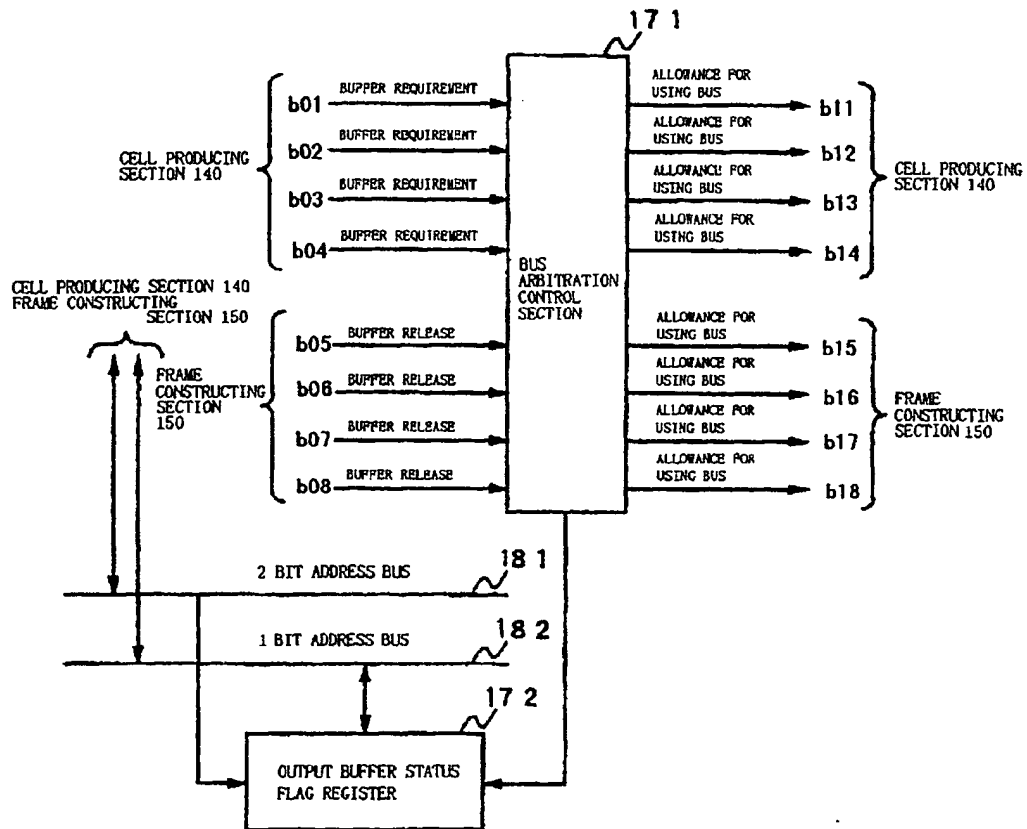 17 1
b01 BUFFER REQUIREMENT
b02 BUFFER REQUIREMENT
b03 BUFFER REQUIREMENT
b04 BUFFER REQUIREMENT
CELL PRODUCING
SECTION 140
CELL PRODUCING SECTION 140
FRAME CONSTRUCTING
SECTION 150
b05 BUFFER RELEASE
b06 BUFFER RELEASE
b07 BUFFER RELEASE
b08 BUFFER RELEASE
FRAME
CONSTRUCTING
SECTION
150
BUS
ARBITRATION
CONTROL
SECTION
ALLOWANCE FOR
USING BUS
b11
ALLOWANCE FOR
USING BUS
b12
ALLOWANCE FOR
USING BUS
b13
ALLOWANCE FOR
USING BUS
b14
CELL PRODUCING
SECTION 140
ALLOWANCE FOR
USING BUS
b15
ALLOWANCE FOR
USING BUS
b16
ALLOWANCE FOR
USING BUS
b17
ALLOWANCE FOR
USING BUS
b18
FRAME
CONSTRUCTING
SECTION 150
2 BIT ADDRESS BUS
18 1
1 BIT ADDRESS BUS
18 2
17 2
OUTPUT BUFFER STATUS
FLAG REGISTER